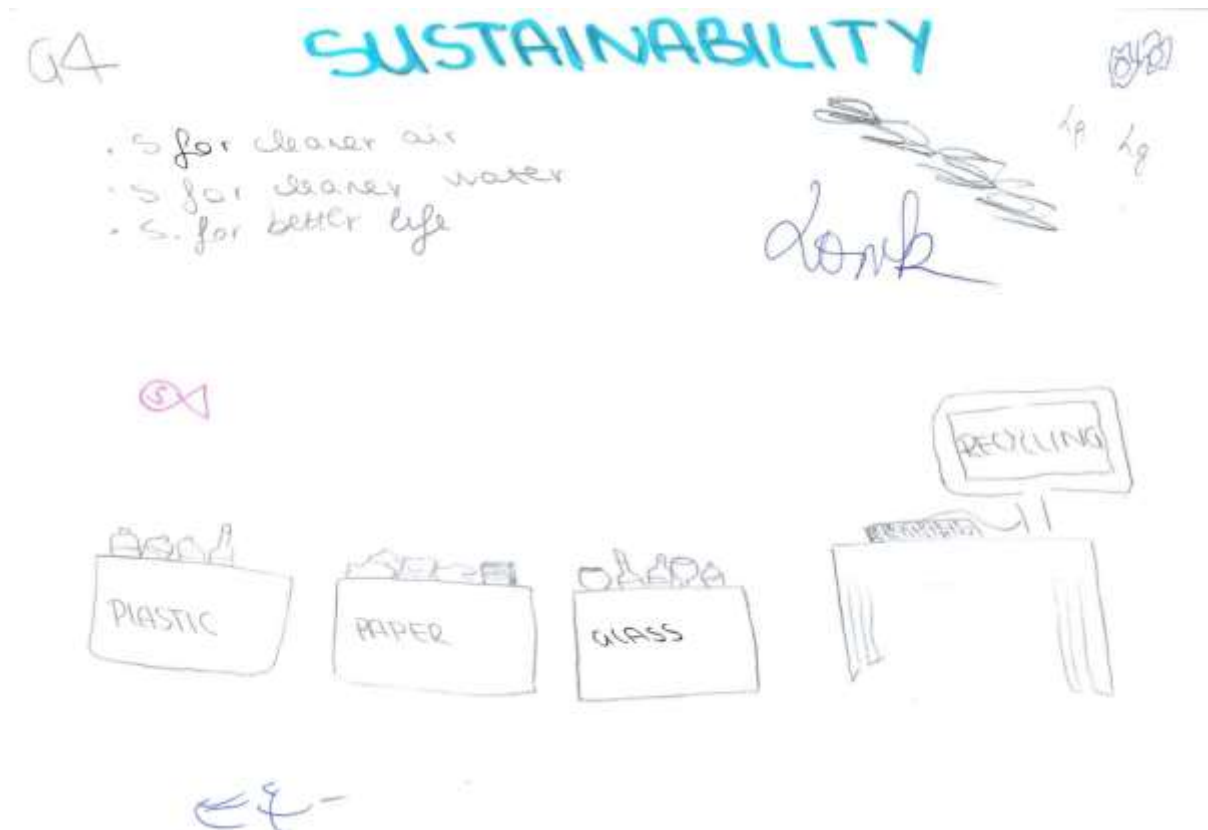 G4
SUSTAINABILITY
. S for cleaner air
. S for cleaner water
. S. for better life
S
RECYCLING
PLASTIC
PAPER
GLASS